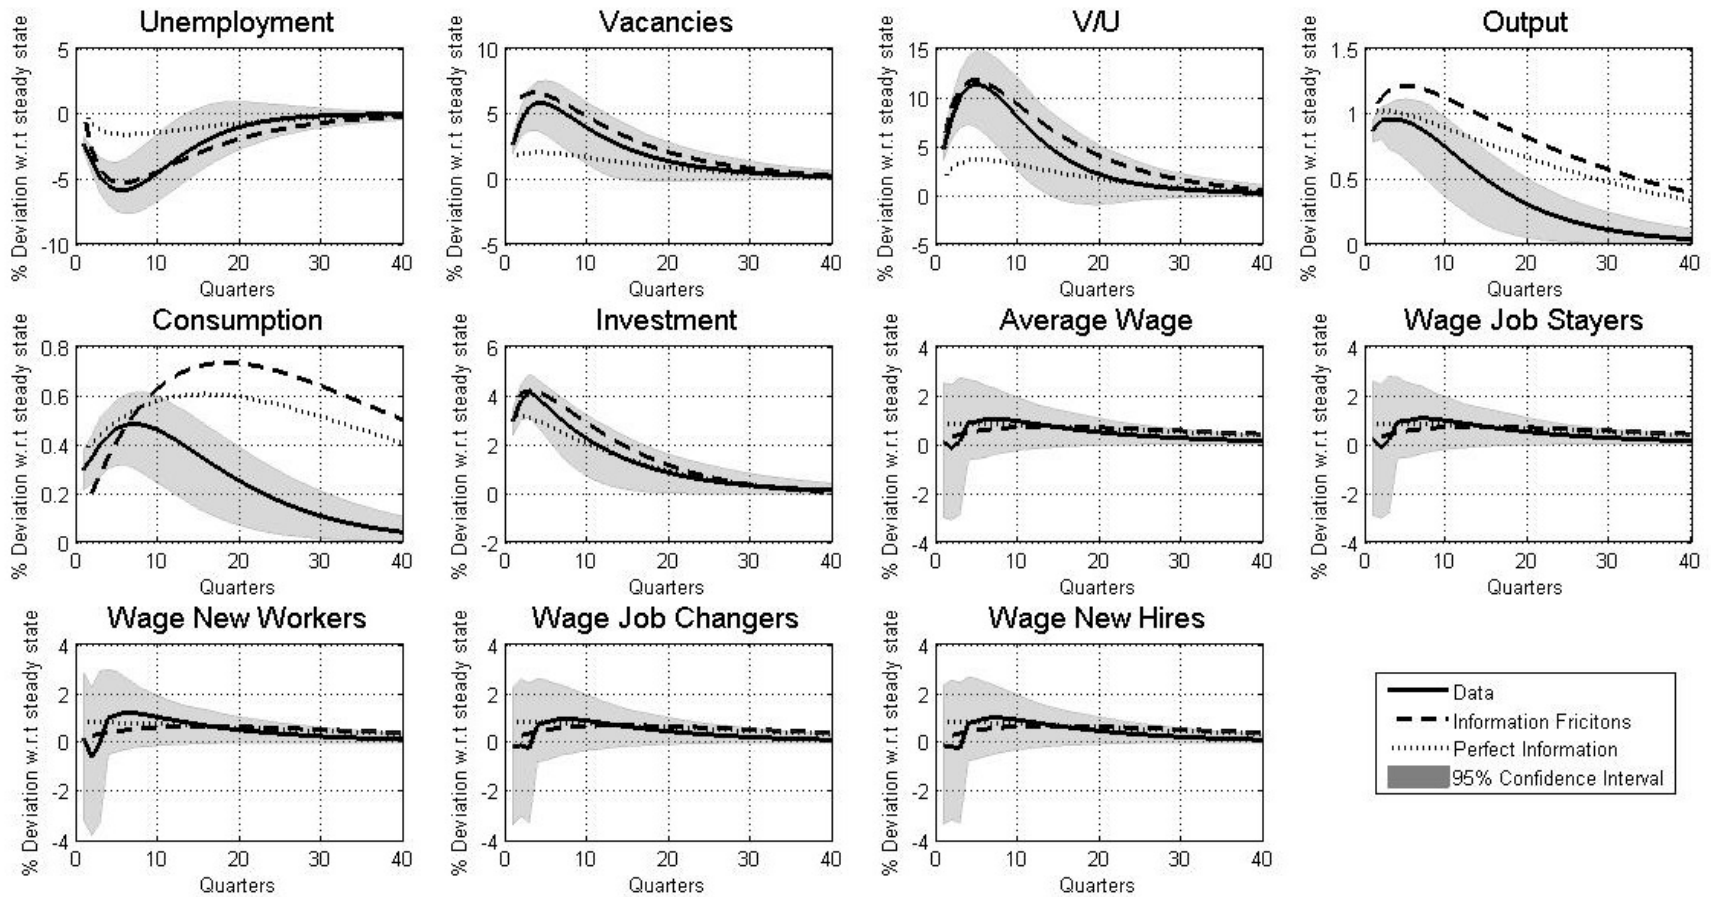 Unemployment
Vacancies
V/U
Output
% Deviation w.r.t steady state
5
0
-5
-10
0
10
20
30
40
Quarters
% Deviation w.r.t steady state
10
5
0
-5
0
10
20
30
40
Quarters
% Deviation w.r.t steady state
15
10
5
0
-5
0
10
20
30
40
Quarters
% Deviation w.r.t steady state
1.5
1
0.5
0
0
10
20
30
40
Quarters
Consumption
Investment
Average Wage
Wage Job Stayers
% Deviation w.r.t steady state
0.8
0.6
0.4
0.2
0
0
10
20
30
40
Quarters
% Deviation w.r.t steady state
6
4
2
0
-2
0
10
20
30
40
Quarters
% Deviation w.r.t steady state
4
2
0
-2
-4
0
10
20
30
40
Quarters
% Deviation w.r.t steady state
4
2
0
-2
-4
0
10
20
30
40
Quarters
Wage New Workers
Wage Job Changers
Wage New Hires
% Deviation w.r.t steady state
4
2
0
-2
-4
0
10
20
30
40
Quarters
% Deviation w.r.t steady state
4
2
0
-2
-4
0
10
20
30
40
Quarters
% Deviation w.r.t steady state
4
2
0
-2
-4
0
10
20
30
40
Quarters
Data
Information Fricitons
Perfect Information
95% Confidence Interval